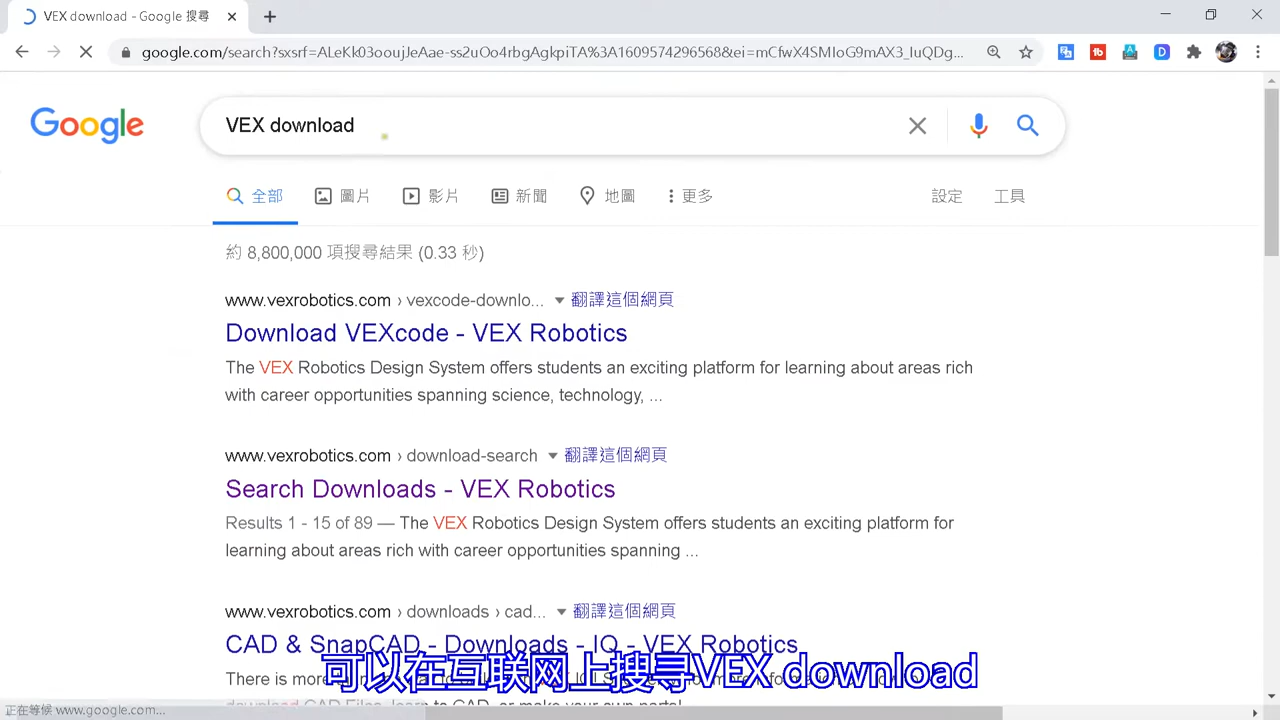 VEX download - Google 搜尋
google.com/search?sxsrf=ALeKk03ooujJeAae-ss2uOo4rbgAgkpiTA%3A1609574296568&ei=mCfwX4SMIoG9mAX3_IuQDg...
Google
VEX download
全部 圖片 影片 新聞 地圖 更多 設定 工具
約 8,800,000 項搜尋結果 (0.33 秒)
www.vexrobotics.com › vexcode-downlo... 翻譯這個網頁
Download VEXcode - VEX Robotics
The VEX Robotics Design System offers students an exciting platform for learning about areas rich
with career opportunities spanning science, technology, ...
www.vexrobotics.com › download-search 翻譯這個網頁
Search Downloads - VEX Robotics
Results 1 - 15 of 89 — The VEX Robotics Design System offers students an exciting platform for
learning about areas rich with career opportunities spanning ...
www.vexrobotics.com › downloads › cad... 翻譯這個網頁
CAD & SnapCAD - Downloads - IQ - VEX Robotics
There is more
可以在互联网上搜寻VEX download
正在等候 www.google.com...